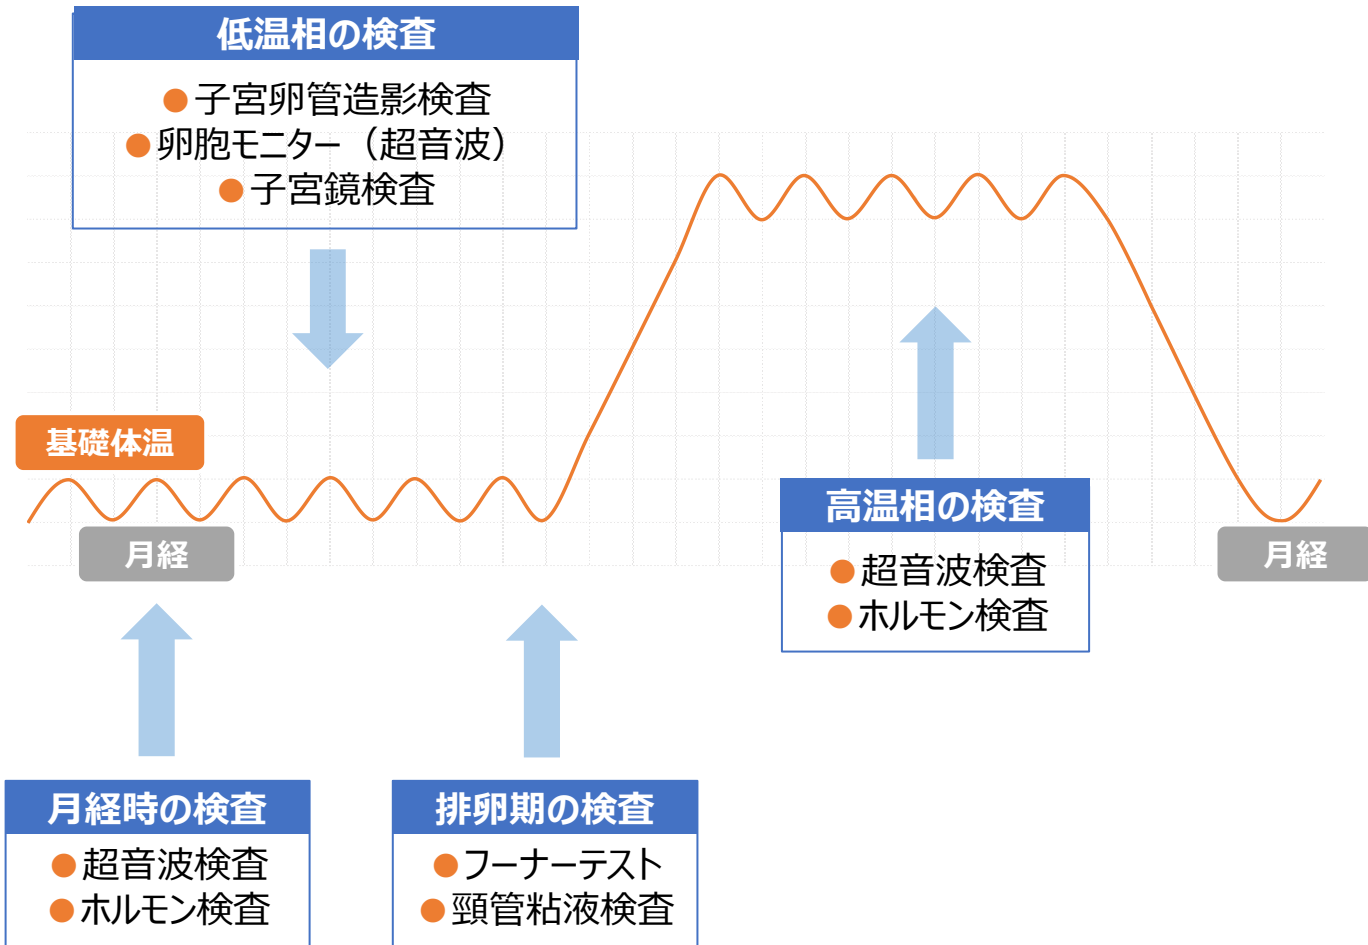 低温相の検査
●子宮卵管造影検査
●卵胞モニター（超音波）
●子宮鏡検査
基礎体温
月経
高温相の検査
●超音波検査
●ホルモン検査
月経
月経時の検査
●超音波検査
●ホルモン検査
排卵期の検査
●フーナーテスト
●頸管粘液検査